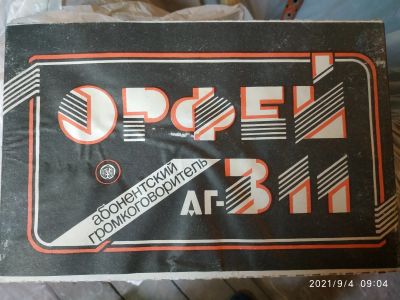 ОРФЕЙ
абонентский
громкоговоритель
АГ-311
2021/9/4 09:04